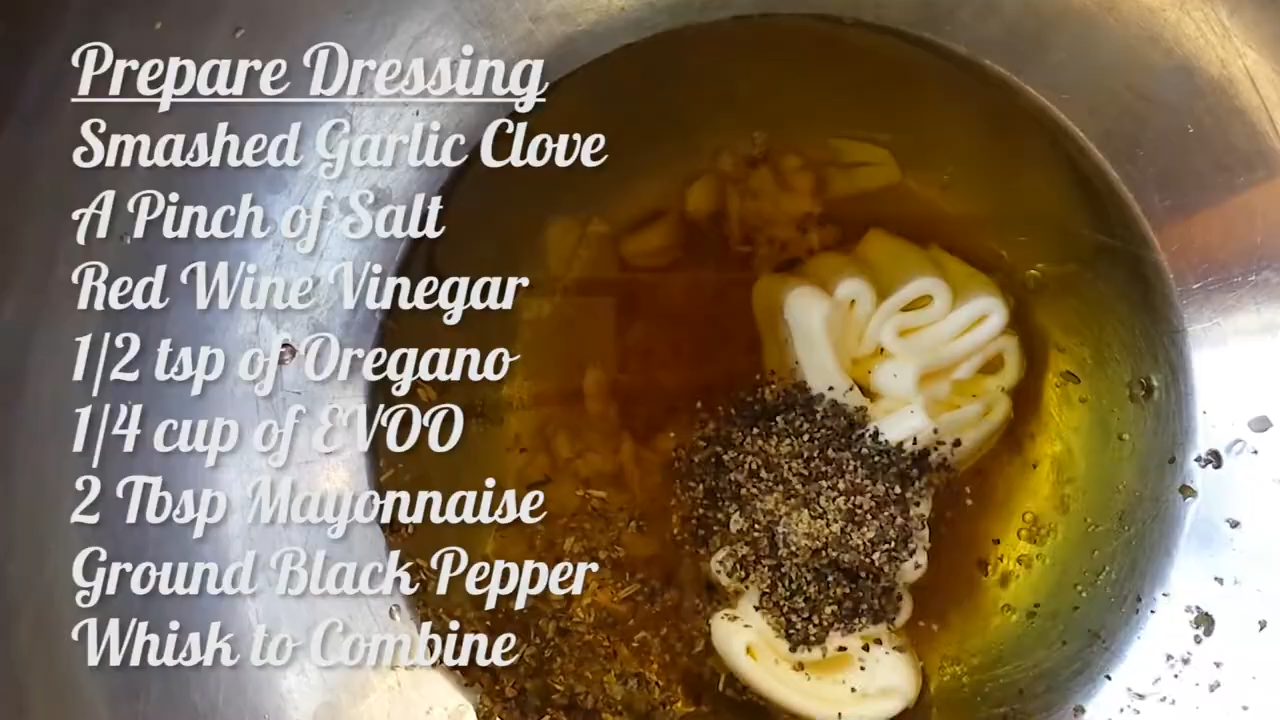 Prepare Dressing
Smashed Garlic Clove
A Pinch of Salt
Red Wine Vinegar
1/2 tsp of Oregano
1/4 cup of EVOO
2 Tbsp Mayonnaise
Ground Black Pepper
Whisk to Combine